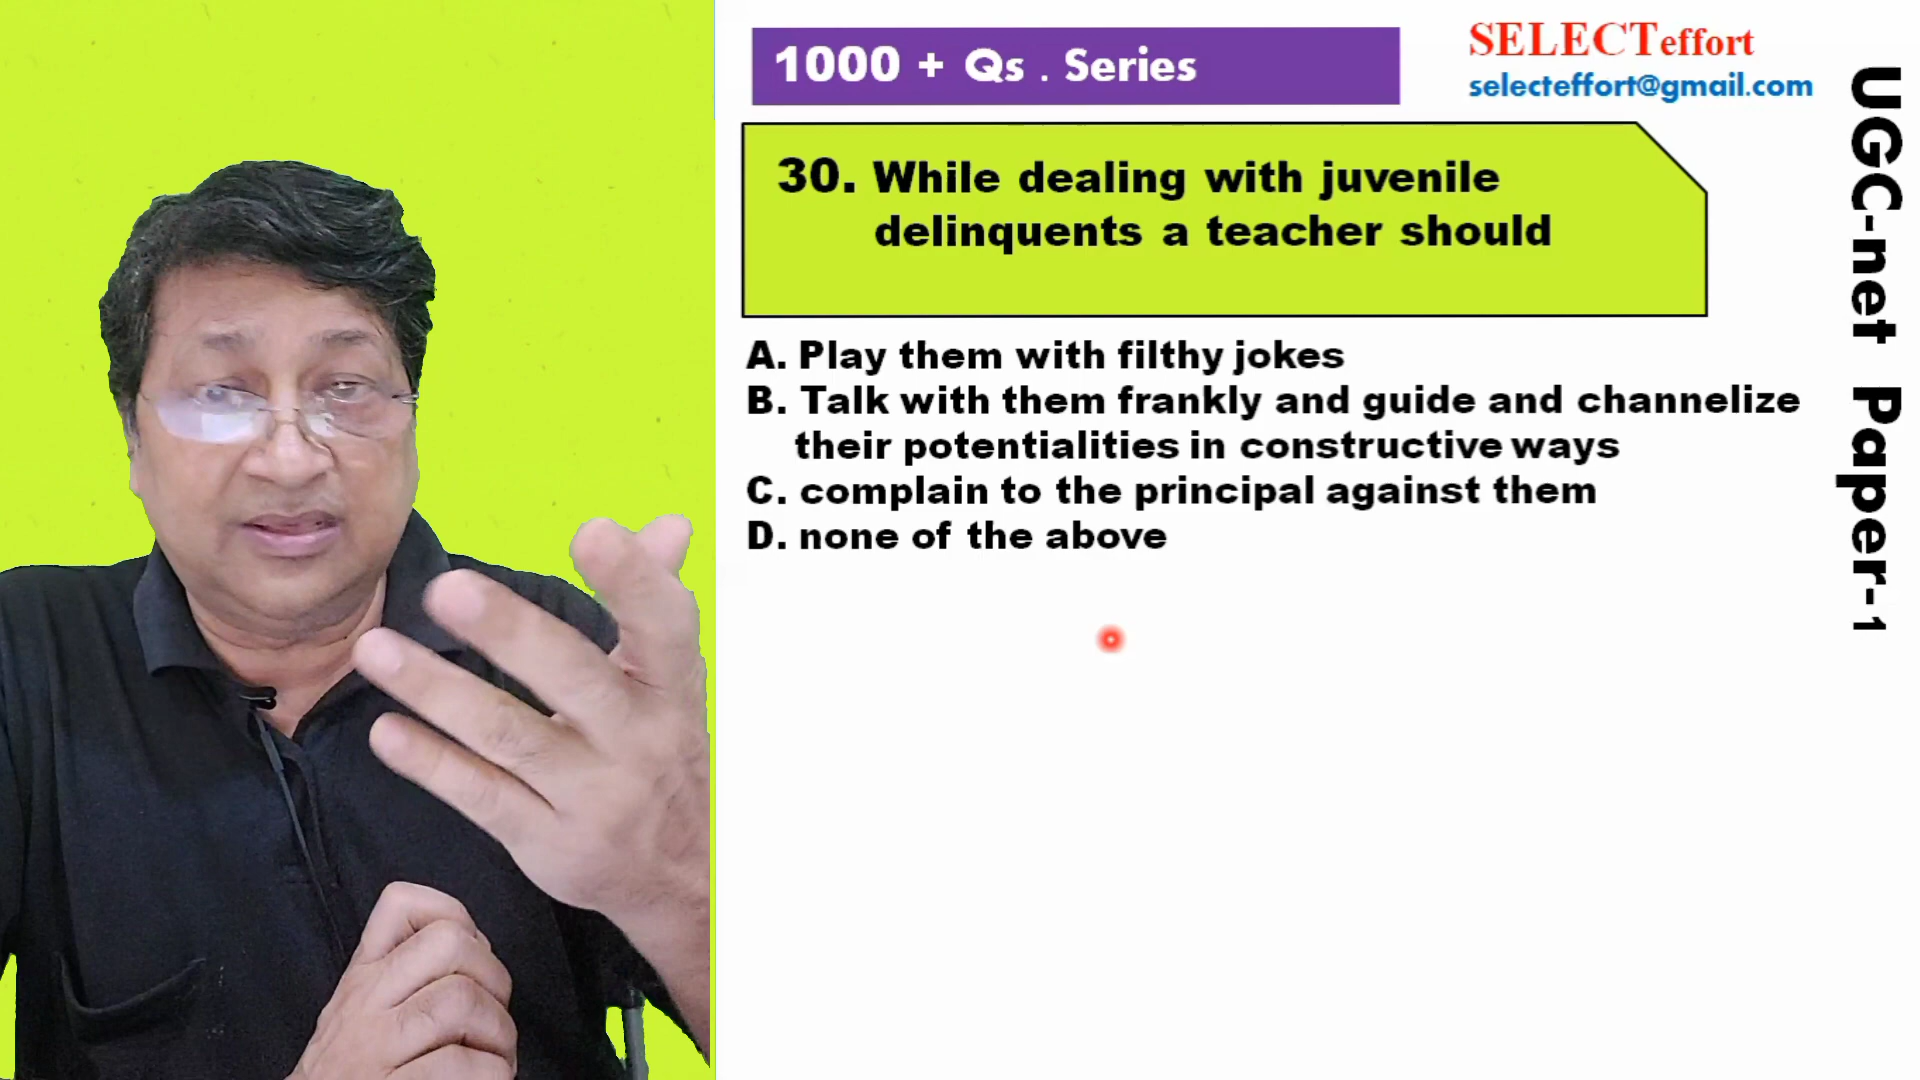 1000 + Qs . Series
SELECTeffort
selecteffort@gmail.com
UGC-net Paper-1
30. While dealing with juvenile
delinquents a teacher should
A. Play them with filthy jokes
B. Talk with them frankly and guide and channelize
their potentialities in constructive ways
C. complain to the principal against them
D. none of the above